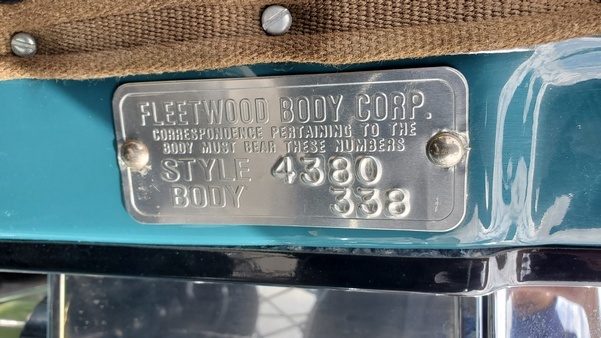 FLEETWOOD BODY CORP.
CORRESPONDENCE PERTAINING TO THE
BODY MUST BEAR THESE NUMBERS
STYLE 4380
BODY 338